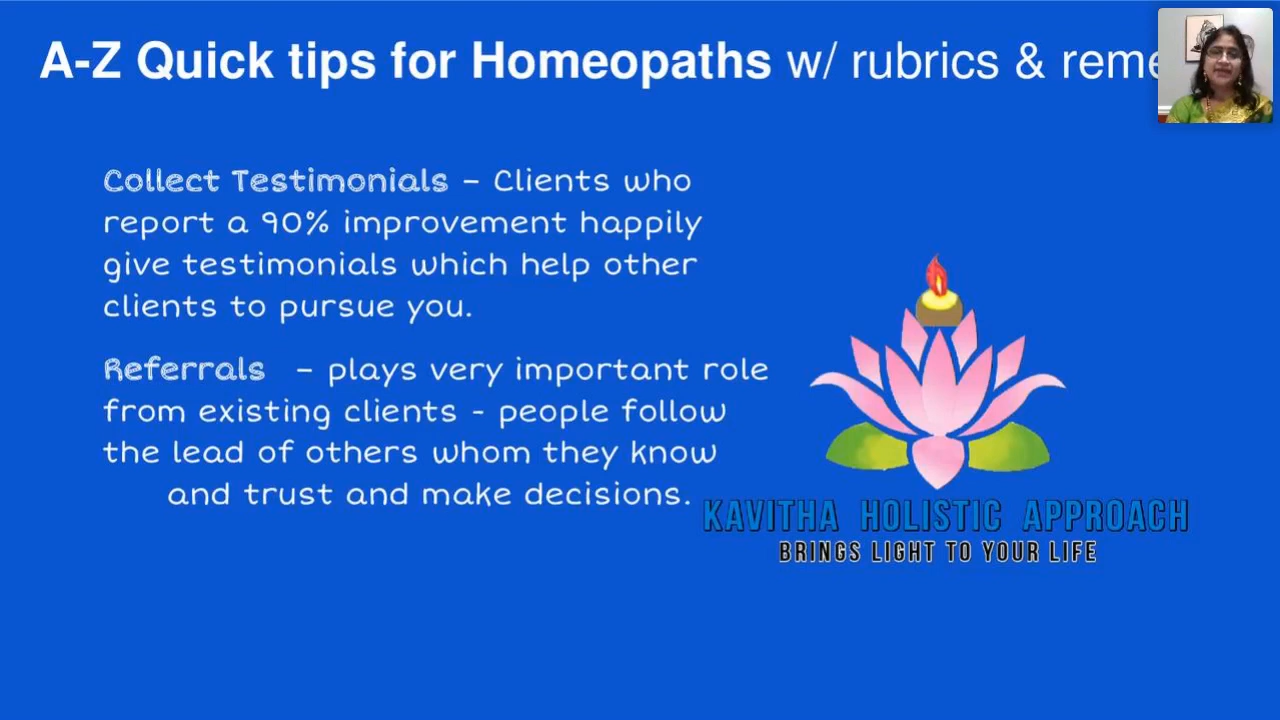 A-Z Quick tips for Homeopaths w/ rubrics & reme
Collect Testimonials – Clients who
report a 90% improvement happily
give testimonials which help other
clients to pursue you.
Referrals – plays very important role
from existing clients - people follow
the lead of others whom they know
and trust and make decisions.
KAVITHA HOLISTIC APPROACH
BRINGS LIGHT TO YOUR LIFE